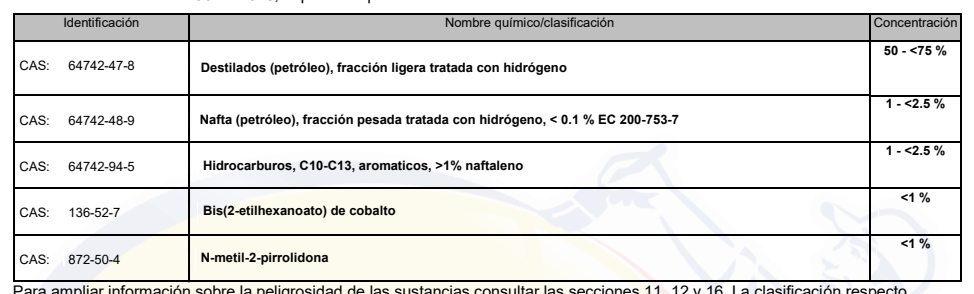 Identificación Nombre químico/clasificación Concentración
CAS: 64742-47-8 Destilados (petróleo), fracción ligera tratada con hidrógeno 50 - <75 %
CAS: 64742-48-9 Nafta (petróleo), fracción pesada tratada con hidrógeno, < 0.1 % EC 200-753-7 1 - <2.5 %
CAS: 64742-94-5 Hidrocarburos, C10-C13, aromaticos, >1% naftaleno 1 - <2.5 %
CAS: 136-52-7 Bis(2-etilhexanoato) de cobalto <1 %
CAS: 872-50-4 N-metil-2-pirrolidona <1 %
Para ampliar información sobre la peligrosidad de las sustancias consultar las secciones 11, 12 y 16. La clasificación respecto